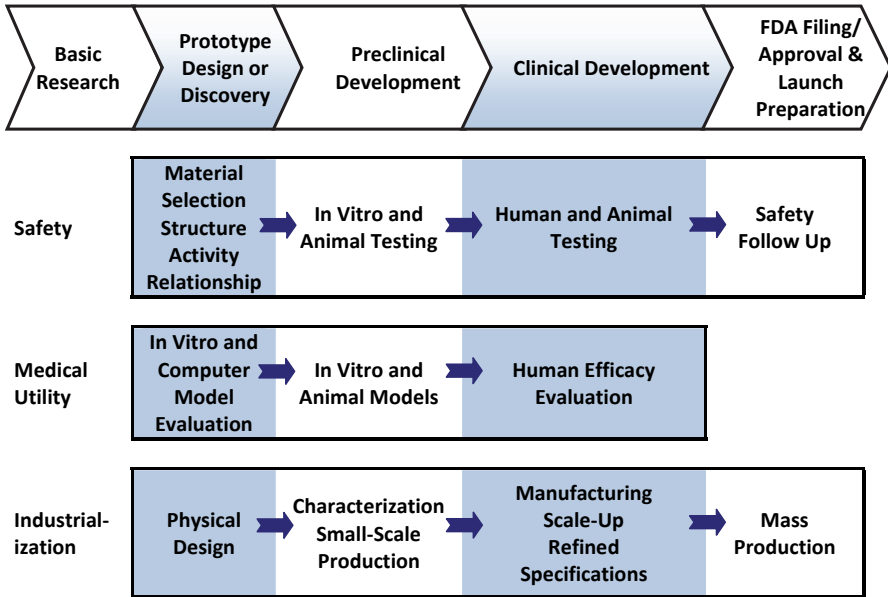 Basic
Research
Prototype
Design or
Discovery
Preclinical
Development
Clinical Development
FDA Filing/
Approval &
Launch
Preparation
Safety
Material
Selection
Structure
Activity
Relationship
In Vitro and
Animal Testing
Human and Animal
Testing
Safety
Follow Up
Medical
Utility
In Vitro and
Computer
Model
Evaluation
In Vitro and
Animal Models
Human Efficacy
Evaluation
Industrial-
ization
Physical
Design
Characterization
Small-Scale
Production
Manufacturing
Scale-Up
Refined
Specifications
Mass
Production